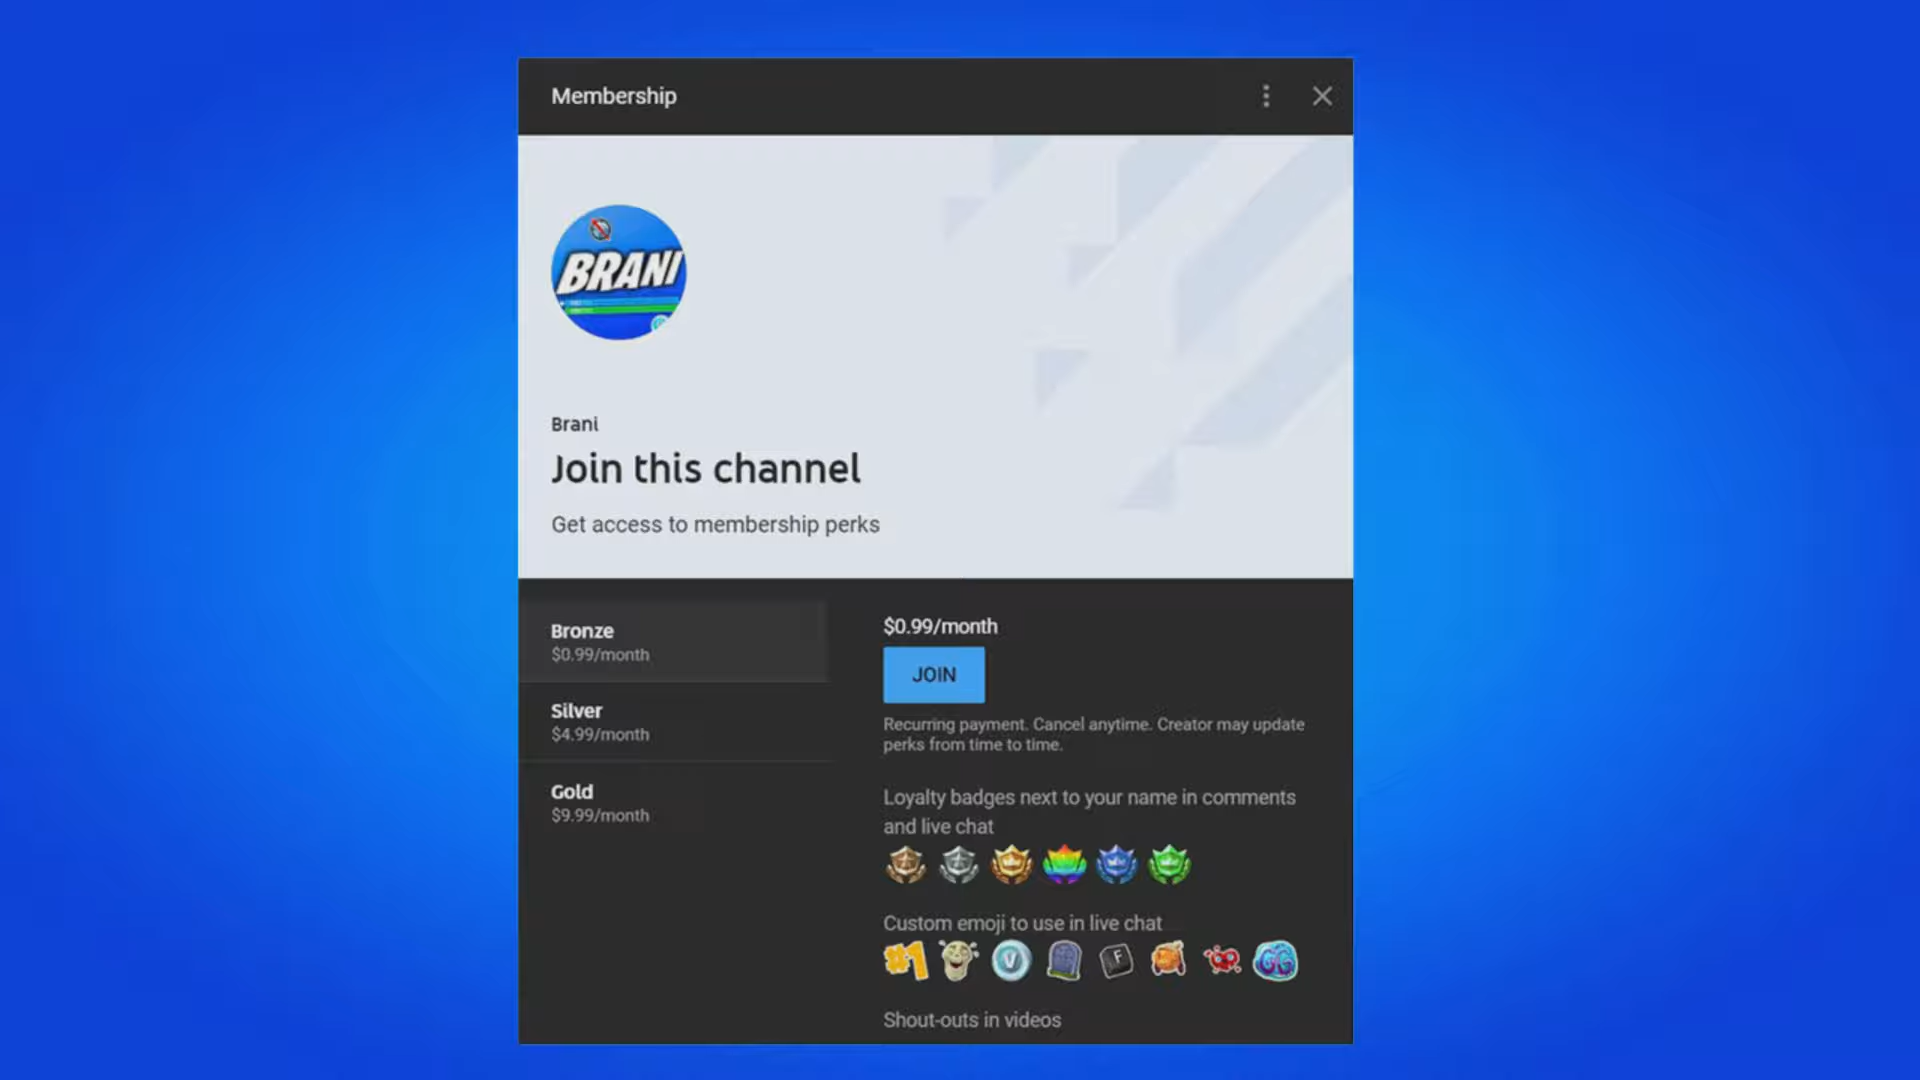 Membership
BRANI
Brani
Join this channel
Get access to membership perks
Bronze
$0.99/month
Silver
$4.99/month
Gold
$9.99/month
$0.99/month
JOIN
Recurring payment. Cancel anytime. Creator may update
perks from time to time.
Loyalty badges next to your name in comments
and live chat
Custom emoji to use in live chat
#1 V F GG
Shout-outs in videos